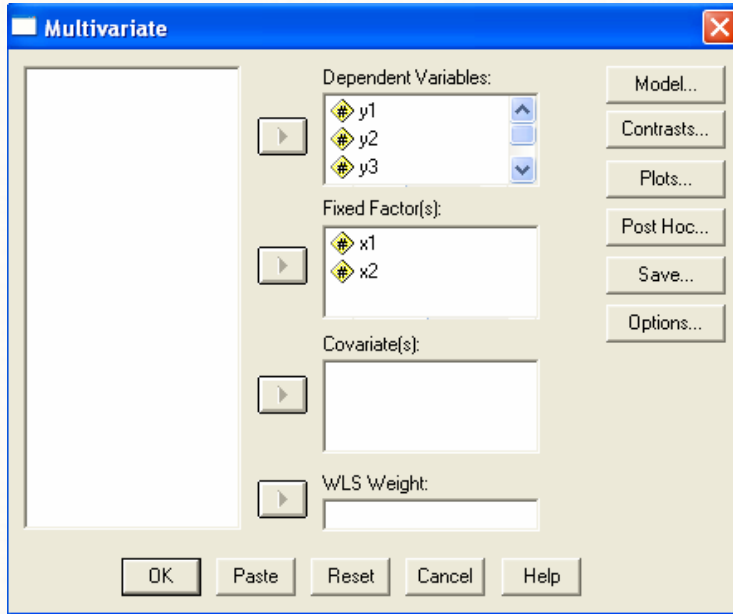 Multivariate
Dependent Variables:
# y1
# y2
# y3
Fixed Factor(s):
# x1
# x2
Covariate(s):
WLS Weight:
Model...
Contrasts...
Plots...
Post Hoc...
Save...
Options...
OK
Paste
Reset
Cancel
Help